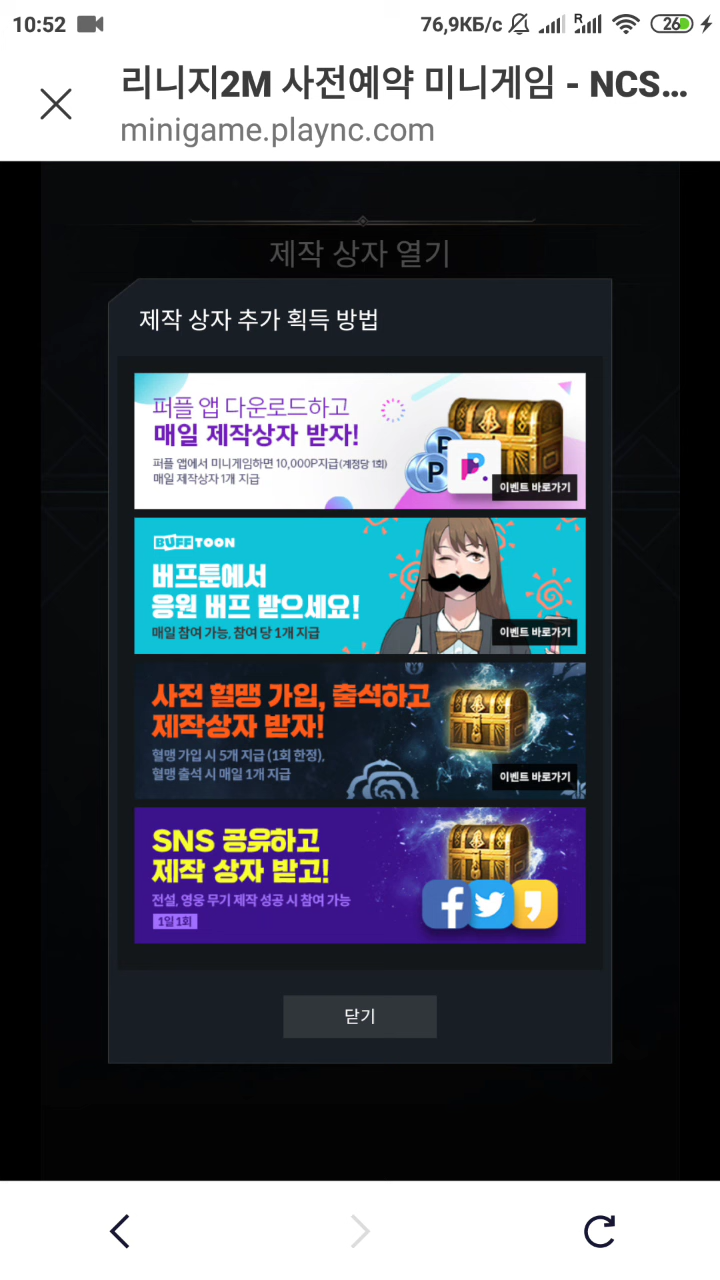 10:52
76,9КБ/с
R
26
리니지2M 사전예약 미니게임 - NCS...
minigame.plaync.com
제작 상자 열기
제작 상자 추가 획득 방법
퍼플 앱 다운로드하고
매일 제작상자 받자!
퍼플 앱에서 미니게임하면 10,000P지급(계정당 1회)
매일 제작상자 1개 지급
P
P
P.
이벤트 바로가기
BUFFTOON
버프툰에서
응원 버프 받으세요!
매일 참여 가능, 참여 당 1개 지급
이벤트 바로가기
사전 혈맹 가입, 출석하고
제작상자 받자!
혈맹 가입 시 5개 지급 (1회 한정),
혈맹 출석 시 매일 1개 지급
이벤트 바로가기
SNS 공유하고
제작 상자 받고!
전설, 영웅 무기 제작 성공 시 참여 가능
1일 1회
f
닫기